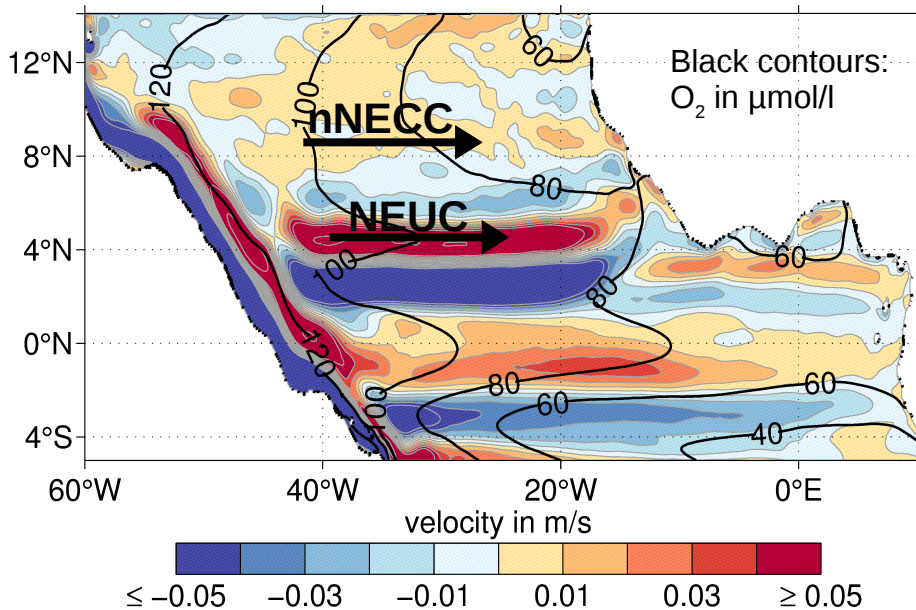 12°N
8°N
4°N
0°N
4°S
60°W
40°W
20°W
0°E
Black contours:
O2 in µmol/l
nNECC
NEUC
120
100
60
80
100
80
60
120
100
80
60
60
40
velocity in m/s
≤ −0.05
−0.03
−0.01
0.01
0.03
≥ 0.05